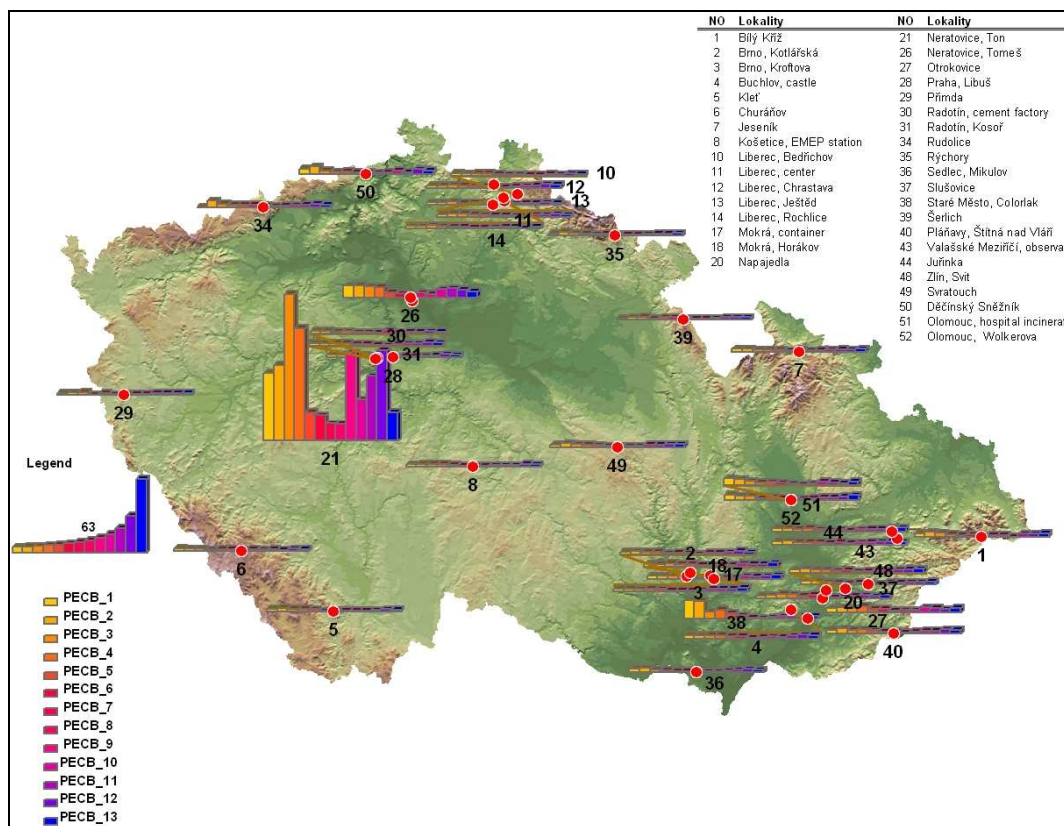 NO Lokality NO Lokality
1 Bílý Kříž 21 Neratovice, Ton
2 Brno, Kotlářská 26 Neratovice, Tomeš
3 Brno, Kroftova 27 Otrokovice
4 Buchlov, castle 28 Praha, Libuš
5 Kleť 29 Přimda
6 Churáňov 30 Radotín, cement factory
7 Jeseník 31 Radotín, Kosoř
8 Košetice, EMEP station 34 Rudolice
10 Liberec, Bedřichov 35 Rýchory
11 Liberec, center 36 Sedlec, Mikulov
12 Liberec, Chrastava 37 Slušovice
13 Liberec, Ještěd 38 Staré Město, Colorlak
14 Liberec, Rochlice 39 Šerlich
17 Mokrá, container 40 Pláňavy, Štítná nad Vláří
18 Mokrá, Horákov 43 Valašské Meziříčí, observa
20 Napajedla 44 Juřinka
48 Zlín, Svit
49 Svratouch
50 Děčínský Sněžník
51 Olomouc, hospital incinerat
52 Olomouc, Wolkerova
10
50
12
13
34
11
14
35
26
39
30
31
7
28
29
21
49
8
51
52
44
43
1
6
2
18
17
48
3
37
20
5
38
27
4
40
36
Legend
63
PECB_1
PECB_2
PECB_3
PECB_4
PECB_5
PECB_6
PECB_7
PECB_8
PECB_9
PECB_10
PECB_11
PECB_12
PECB_13